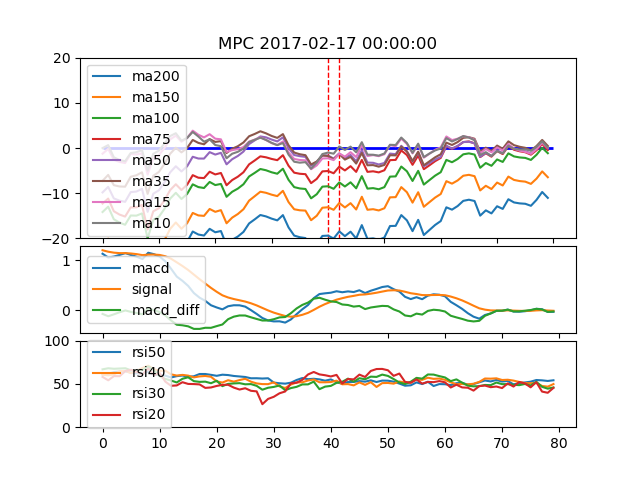 MPC 2017-02-17 00:00:00
20
10
0
−10
−20
ma200
ma150
ma100
ma75
ma50
ma35
ma15
ma10
1
0
macd
signal
macd_diff
100
50
0
rsi50
rsi40
rsi30
rsi20
0 10 20 30 40 50 60 70 80